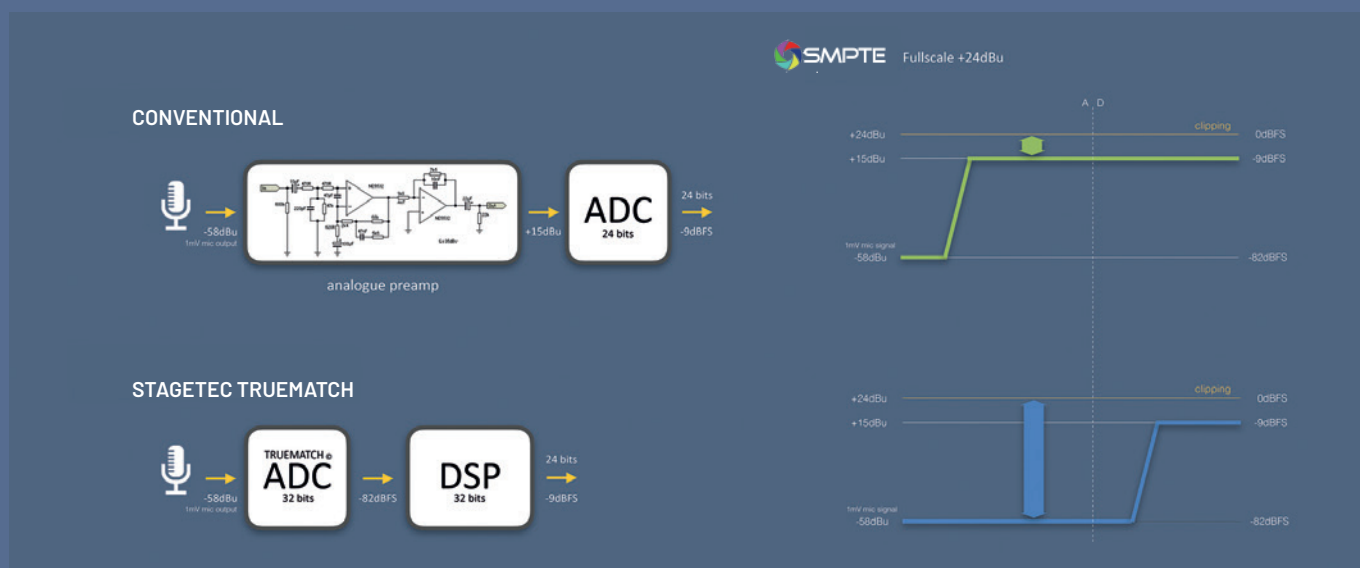 SMPTE Fullscale +24dBu
CONVENTIONAL
-58dBu
1mV mic output
analogue preamp
+15dBu
ADC
24 bits
24 bits
-9dBFS
A D
clipping
+24dBu
0dBFS
+15dBu
-9dBFS
1mV mic signal
-58dBu
-82dBFS
STAGETEC TRUEMATCH
-58dBu
1mV mic output
TRUEMATCH©
ADC
32 bits
-82dBFS
DSP
32 bits
24 bits
-9dBFS
clipping
+24dBu
0dBFS
+15dBu
-9dBFS
1mV mic signal
-58dBu
-82dBFS